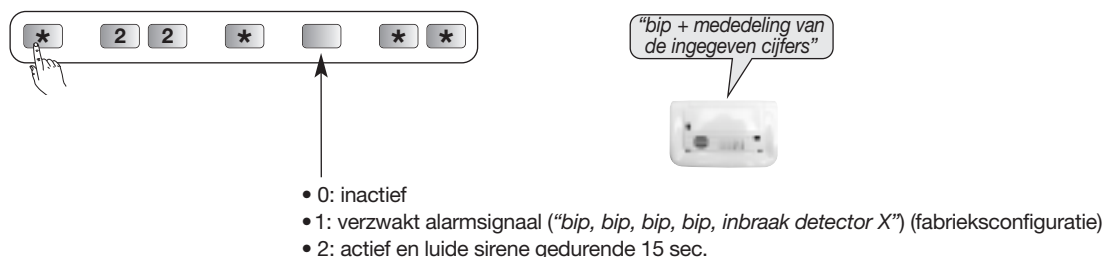 * 2 2 * * *
"bip + mededeling van
de ingegeven cijfers"
• 0: inactief
• 1: verzwakt alarmsignaal ("bip, bip, bip, bip, inbraak detector X") (fabrieksconfiguratie)
• 2: actief en luide sirene gedurende 15 sec.